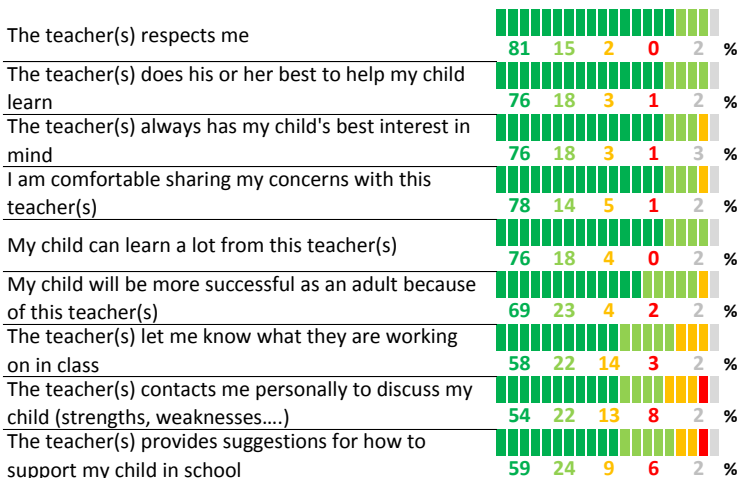 The teacher(s) respects me
81 15 2 0 2 %
The teacher(s) does his or her best to help my child
learn
76 18 3 1 2 %
The teacher(s) always has my child's best interest in
mind
76 18 3 1 3 %
I am comfortable sharing my concerns with this
teacher(s)
78 14 5 1 2 %
My child can learn a lot from this teacher(s)
76 18 4 0 2 %
My child will be more successful as an adult because
of this teacher(s)
69 23 4 2 2 %
The teacher(s) let me know what they are working
on in class
58 22 14 3 2 %
The teacher(s) contacts me personally to discuss my
child (strengths, weaknesses....)
54 22 13 8 2 %
The teacher(s) provides suggestions for how to
support my child in school
59 24 9 6 2 %